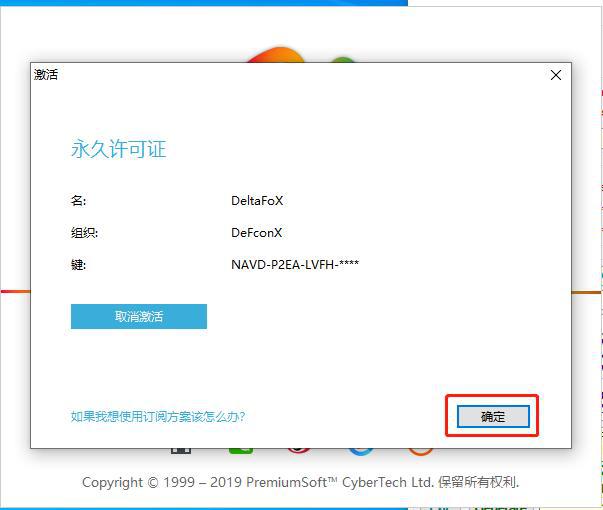 激活
永久许可证
名: DeltaFoX
组织: DeFconX
键: NAVD-P2EA-LVFH-****
取消激活
如果我想使用订阅方案该怎么办?
确定
Copyright © 1999 – 2019 PremiumSoft™ CyberTech Ltd. 保留所有权利.